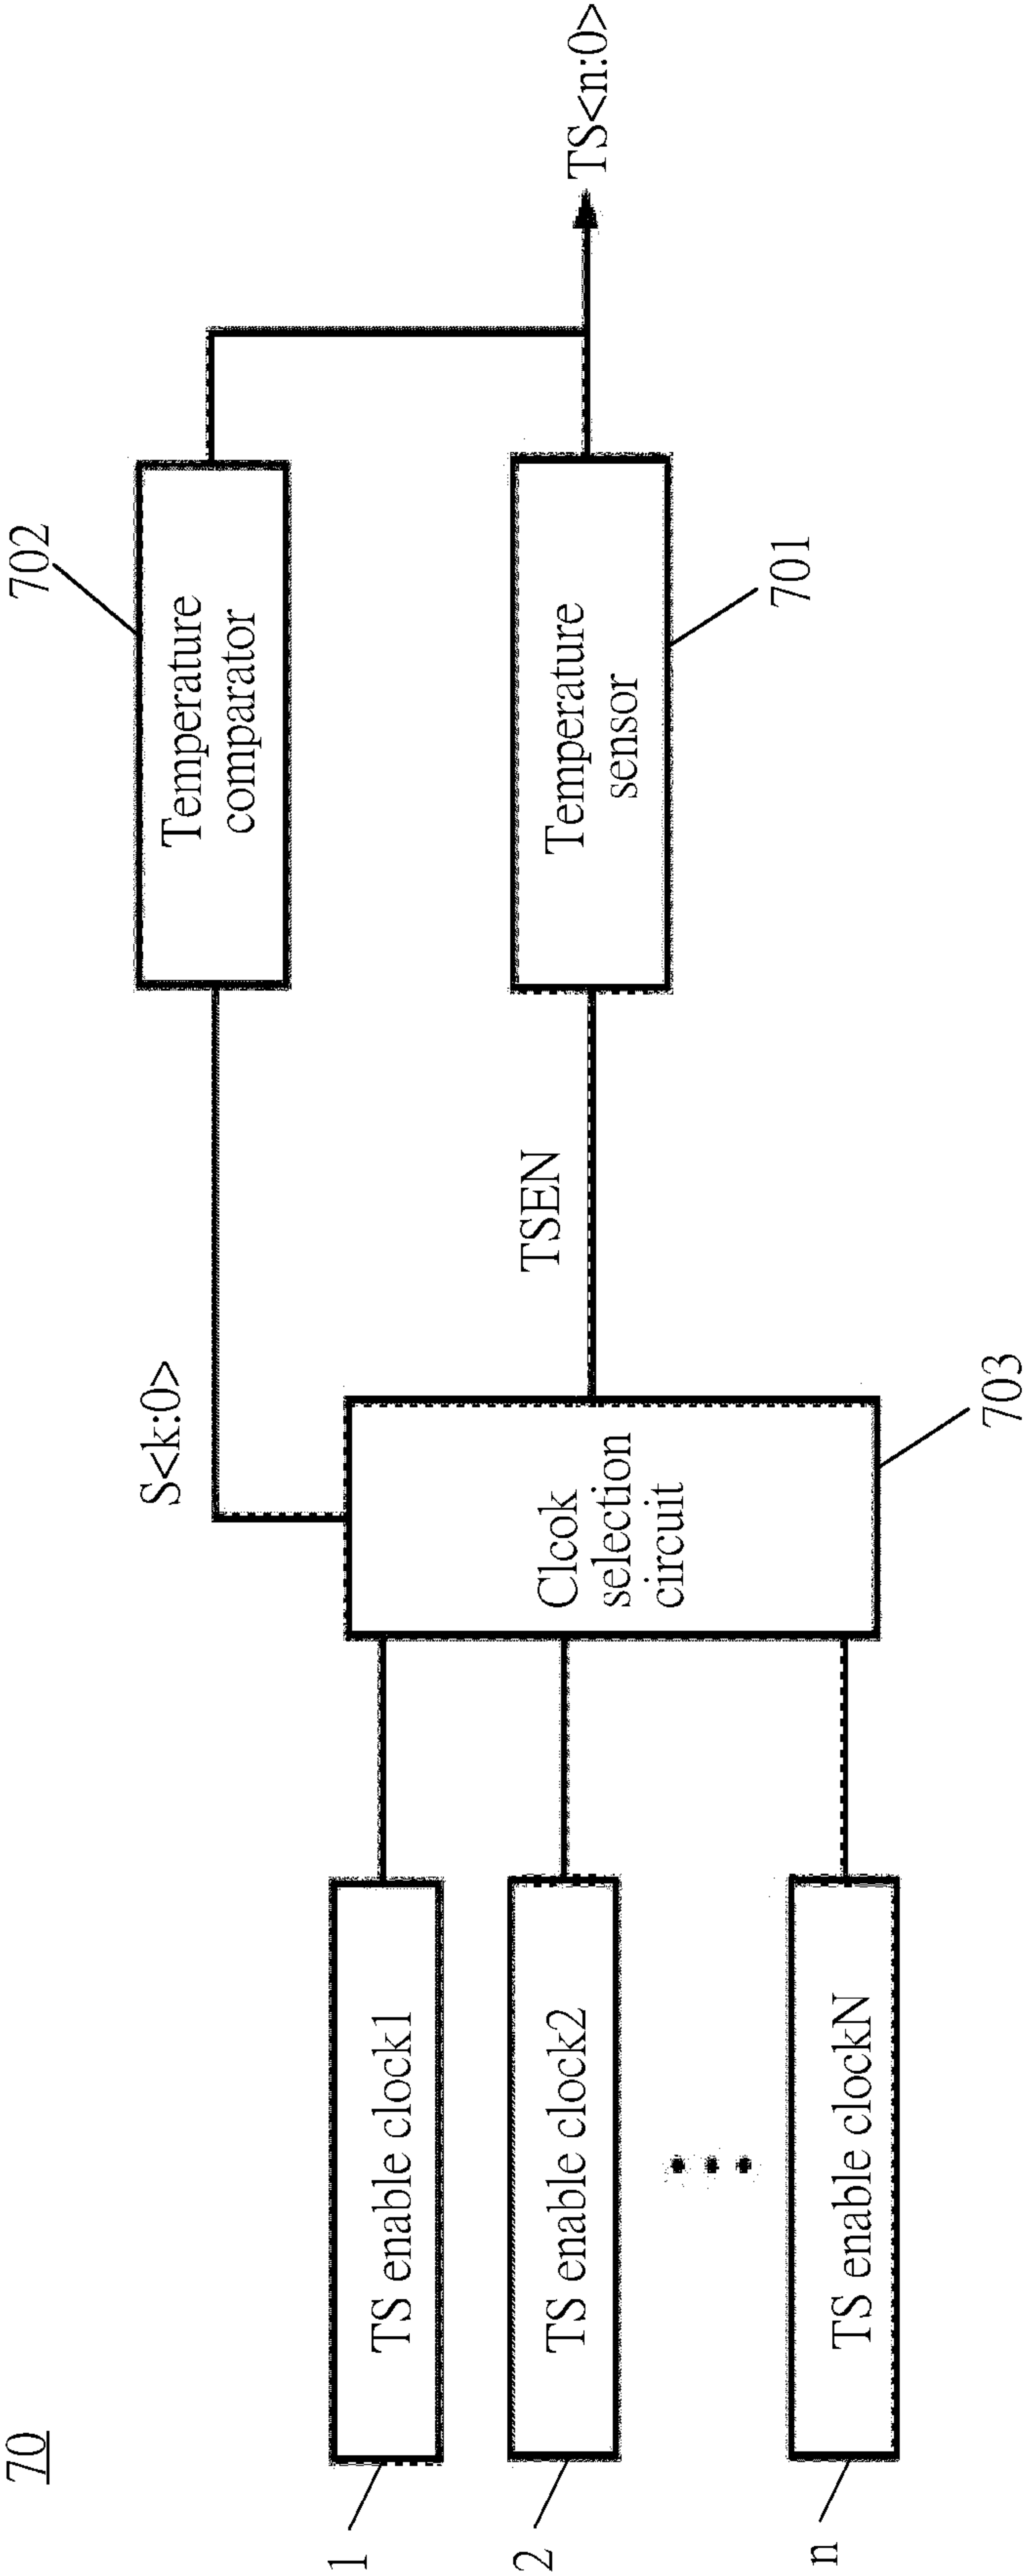 70
702
Temperature
comparator
S<k:0>
TS<n:0>
1
TS enable clock1
2
TS enable clock2
n
TS enable clockN
Clcok
selection
circuit
703
TSEN
Temperature
sensor
701